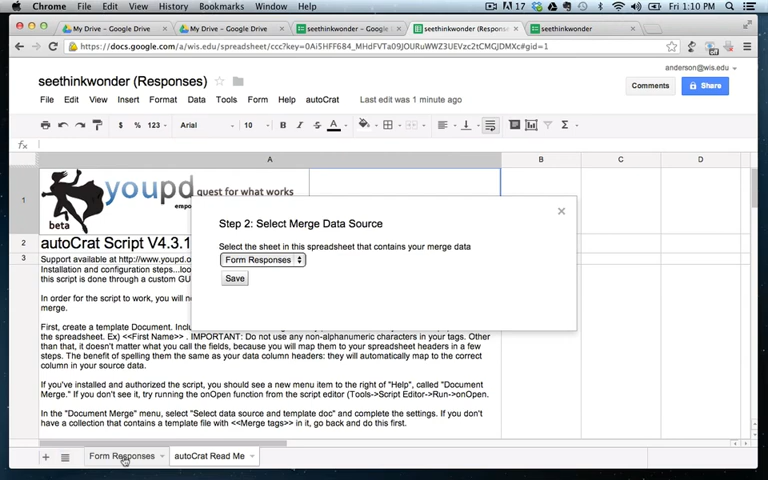 Chrome File Edit View History Bookmarks Window Help 17 Fri 1:10 PM
My Drive - Google Drive My Drive - Google Drive seethinkwonder (Responses) seethinkwonder (Respons seethinkwonder
https://docs.google.com/a/wis.edu/spreadsheet/ccc?key=0Ai5HFF684_MHdFVTa09JOURuRWZ3UEVzc2tCMGJDMXc#gid=1
anderson@wis.edu
seethinkwonder (Responses)
Comments Share
File Edit View Insert Format Data Tools Form Help autoCrat Last edit was 1 minute ago
$ % 123 Arial 10 B I S A Σ
fx
A B C D
1
youpd quest for what works
beta
2 autoCrat Script V4.3.1
3 Support available at http://www.youpd.o
Installation and configuration steps...loo
this script is done through a custom GU
In order for the script to work, you will n
merge.
First, create a template Document. Inclu
the spreadsheet. Ex) <<First Name>> . IMPORTANT: Do not use any non-alphanumeric characters in your tags. Other
than that, it doesn't matter what you call the fields, because you will map them to your spreadsheet headers in a few
steps. The benefit of spelling them the same as your data column headers: they will automatically map to the correct
column in your source data.
If you've installed and authorized the script, you should see a new menu item to the right of "Help", called "Document
Merge." If you don't see it, try running the onOpen function from the script editor (Tools->Script Editor->Run->onOpen.
In the "Document Merge" menu, select "Select data source and template doc" and complete the settings. If you don't
have a collection that contains a template file with <<Merge tags>> in it, go back and do this first.
Step 2: Select Merge Data Source
Select the sheet in this spreadsheet that contains your merge data
Form Responses
Save
Form Responses autoCrat Read Me